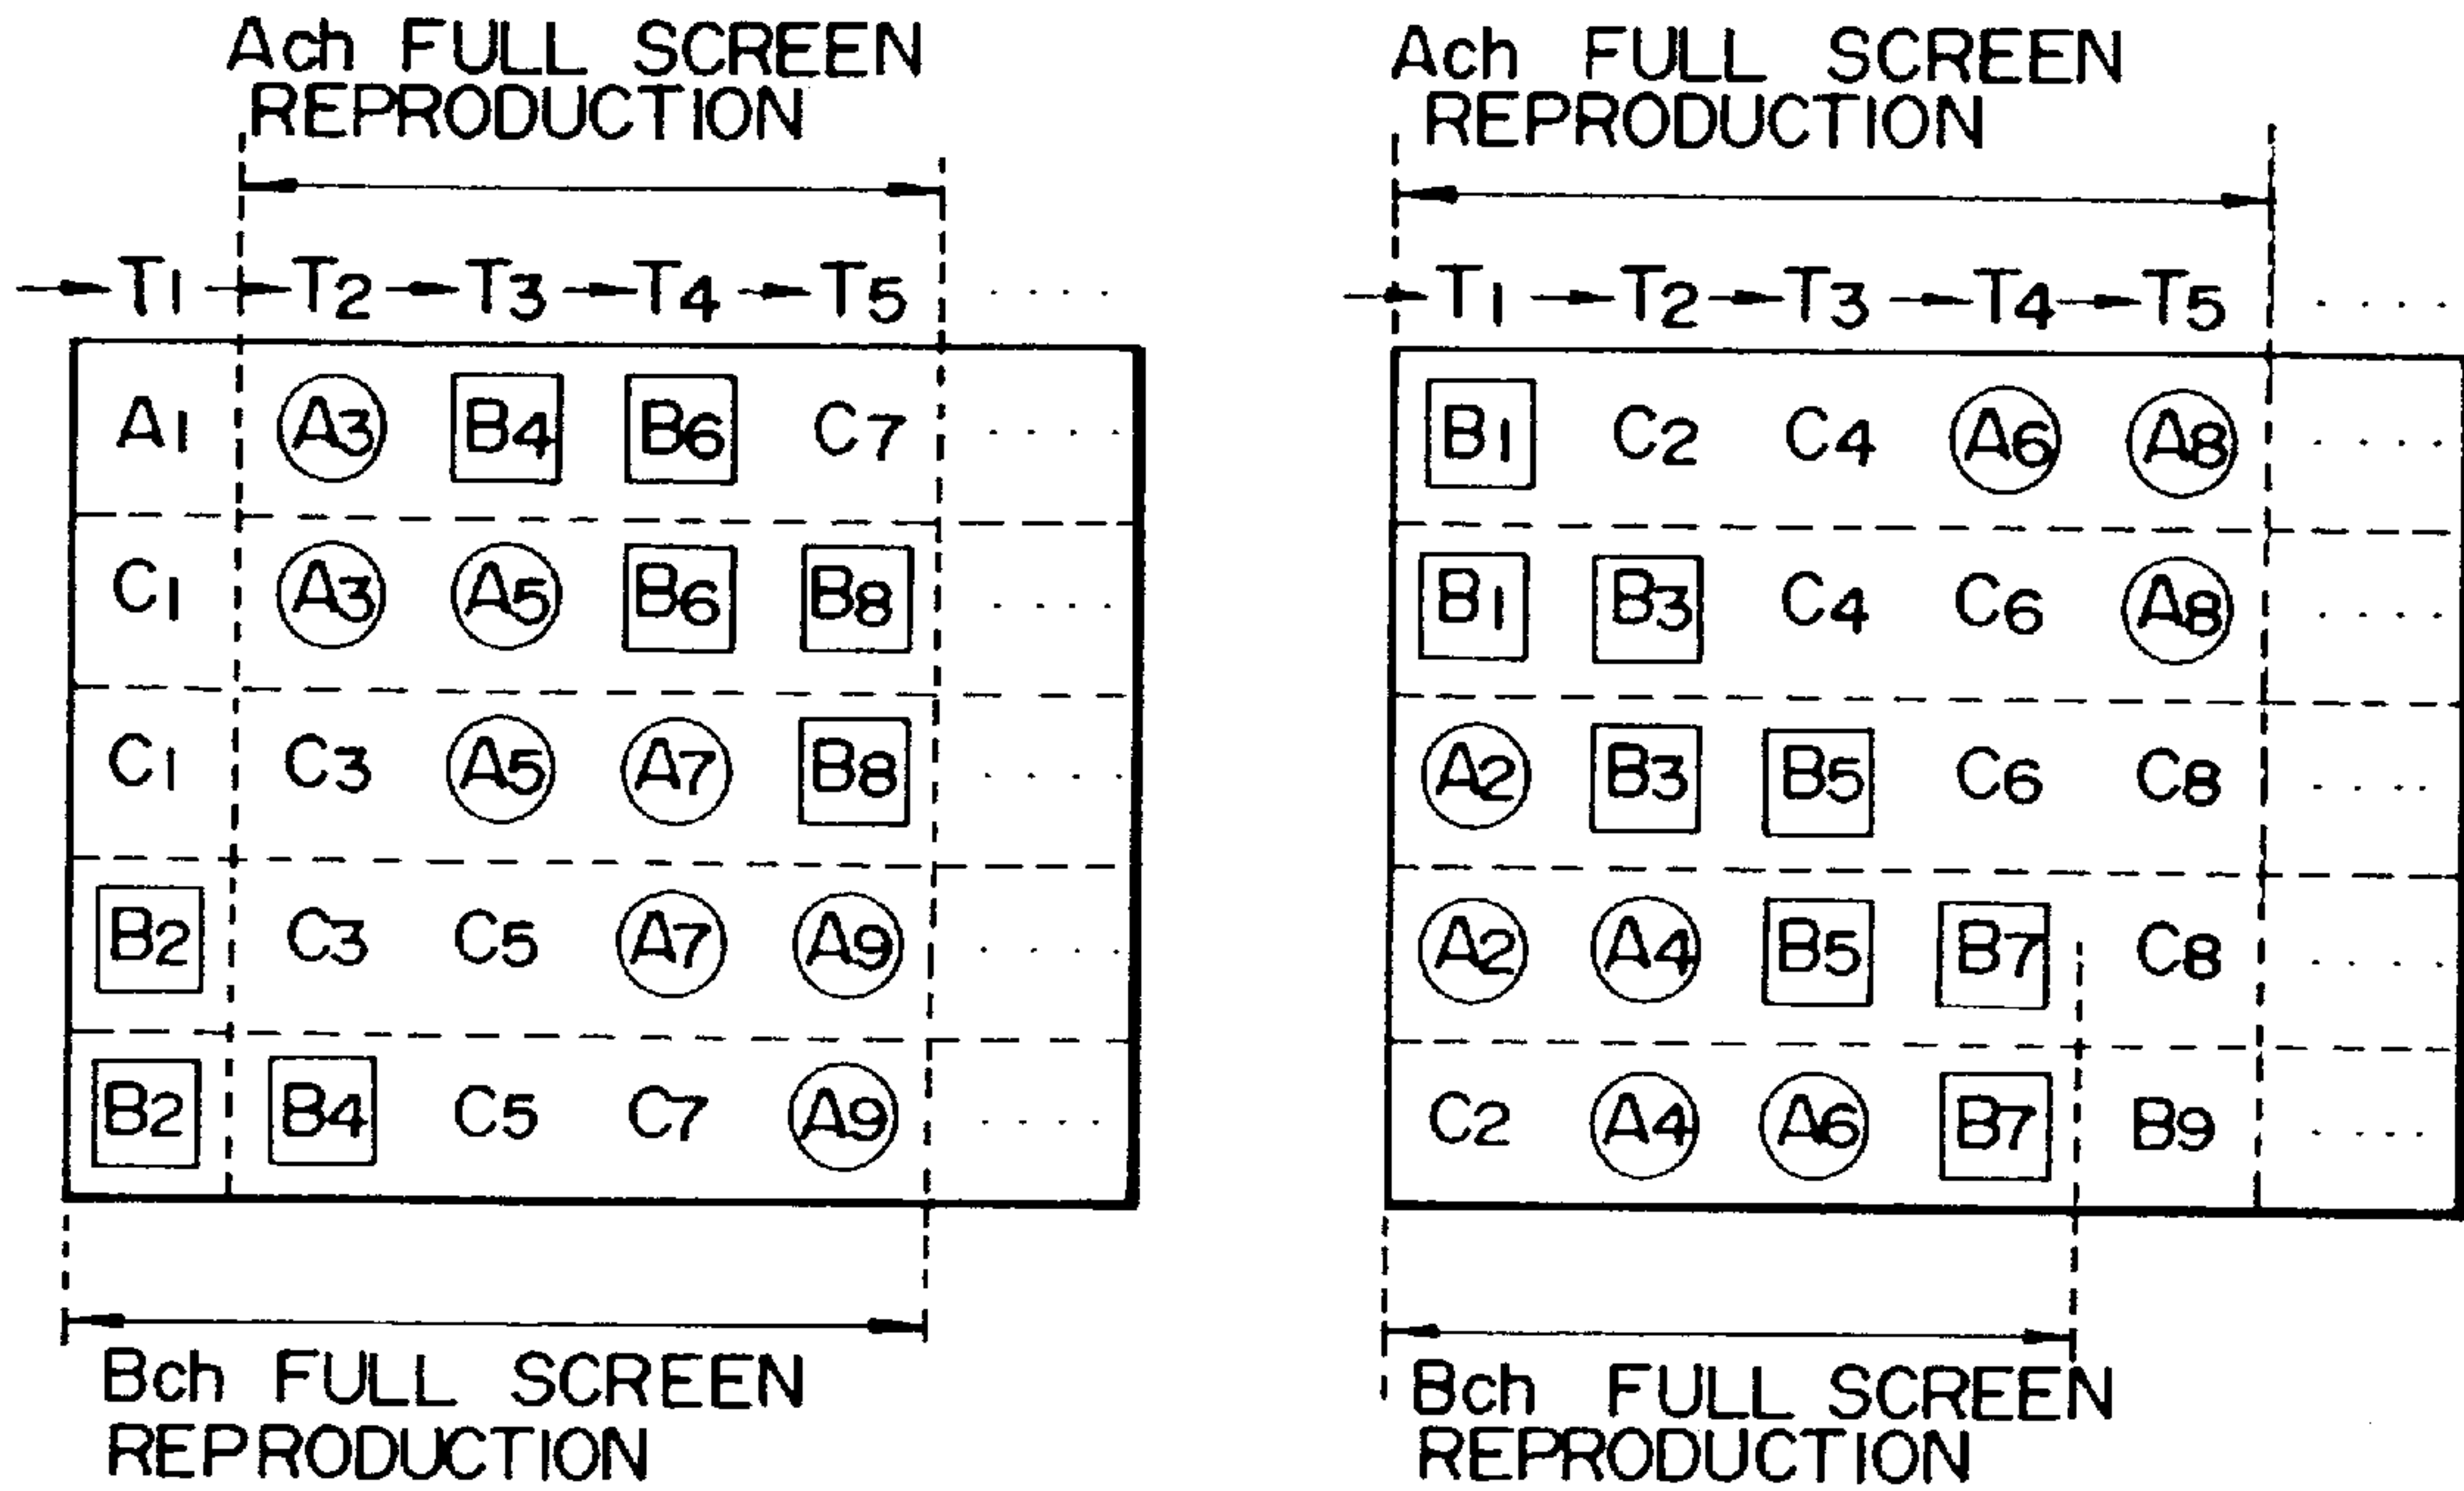 Ach FULL SCREEN
REPRODUCTION
T1 T2 T3 T4 T5 ....
A1 A3 B4 B6 C7 ....
C1 A3 A5 B6 B8 ....
C1 C3 A5 A7 B8 ....
B2 C3 C5 A7 A9 ....
B2 B4 C5 C7 A9 ....
Bch FULL SCREEN
REPRODUCTION
Ach FULL SCREEN
REPRODUCTION
T1 T2 T3 T4 T5 ....
B1 C2 C4 A6 A8 ....
B1 B3 C4 C6 A8 ....
A2 B3 B5 C6 C8 ....
A2 A4 B5 B7 C8 ....
C2 A4 A6 B7 B9 ....
Bch FULL SCREEN
REPRODUCTION